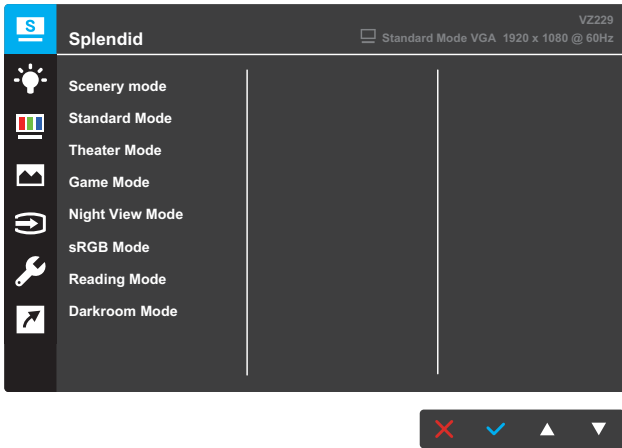 S
VZ229
Splendid
Standard Mode VGA 1920 x 1080 @ 60Hz
Scenery mode
Standard Mode
Theater Mode
Game Mode
Night View Mode
sRGB Mode
Reading Mode
Darkroom Mode